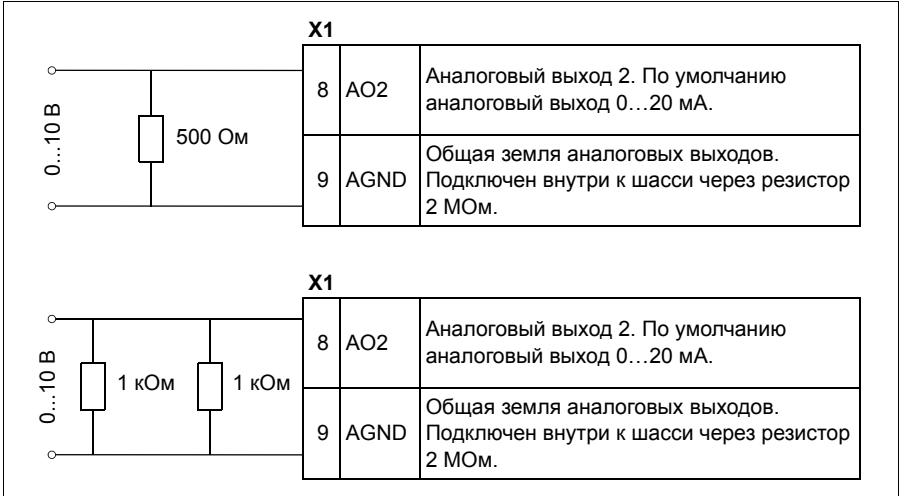 X1
0...10 В
500 Ом
8 AO2 Аналоговый выход 2. По умолчанию
аналоговый выход 0…20 мА.
9 AGND Общая земля аналоговых выходов.
Подключен внутри к шасси через резистор
2 МОм.
X1
0...10 В
1 кОм 1 кОм
8 AO2 Аналоговый выход 2. По умолчанию
аналоговый выход 0…20 мА.
9 AGND Общая земля аналоговых выходов.
Подключен внутри к шасси через резистор
2 МОм.